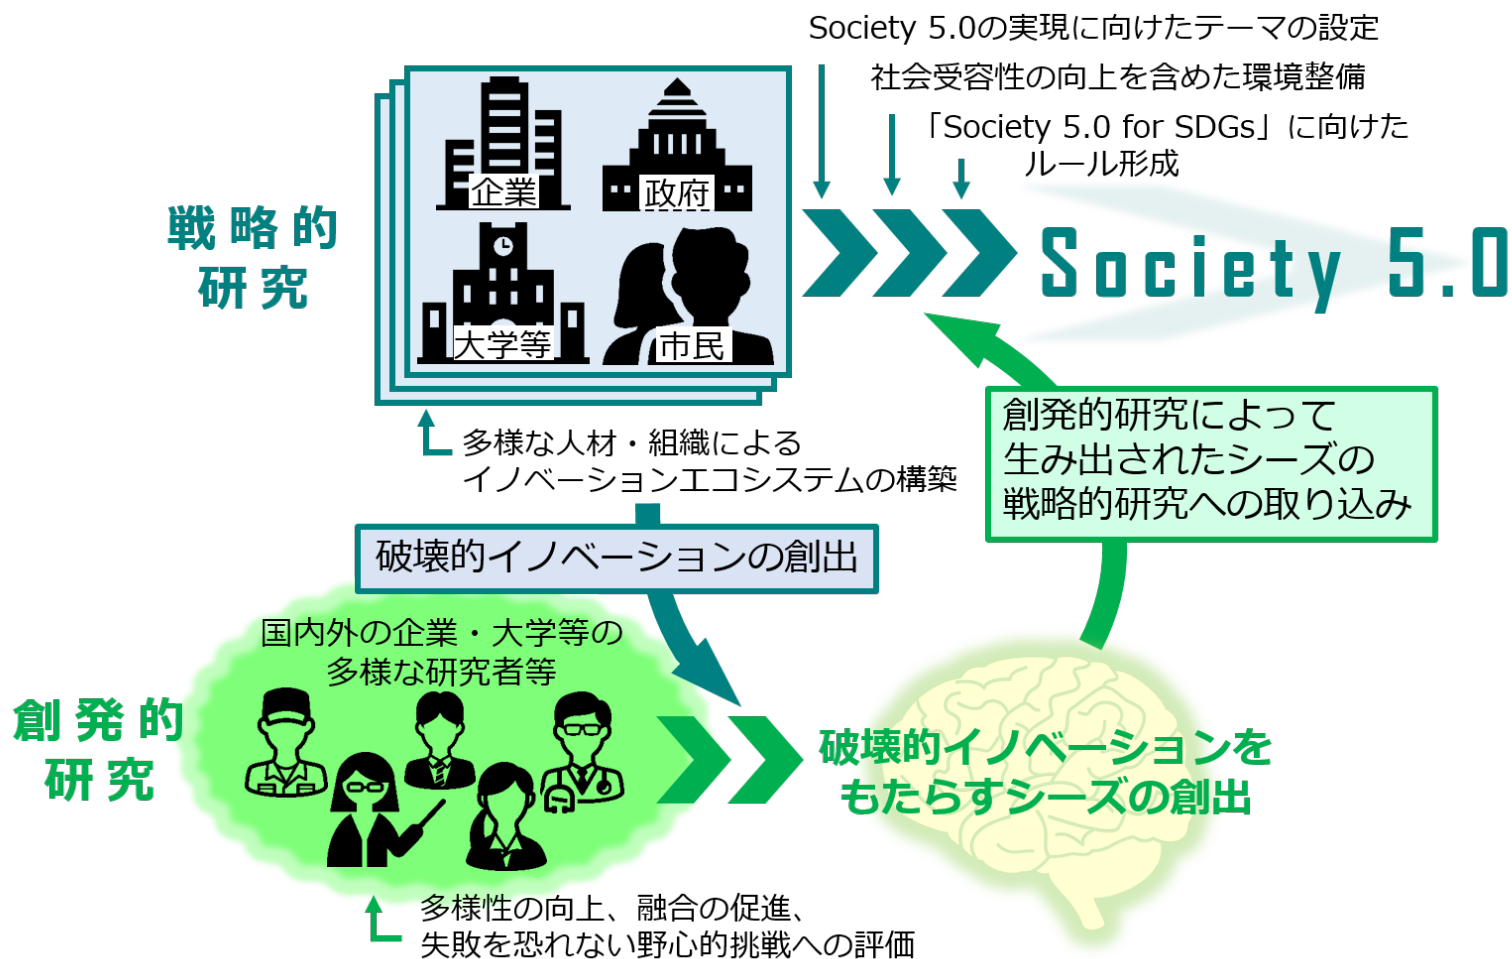 Society 5.0の実現に向けたテーマの設定
社会受容性の向上を含めた環境整備
「Society 5.0 for SDGs」に向けた
ルール形成
戦略的
研究
企業
政府
大学等
市民
Society 5.0
多様な人材・組織による
イノベーションエコシステムの構築
創発的研究によって
生み出されたシーズの
戦略的研究への取り込み
破壊的イノベーションの創出
国内外の企業・大学等の
多様な研究者等
創発的
研究
破壊的イノベーションを
もたらすシーズの創出
多様性の向上、融合の促進、
失敗を恐れない野心的挑戦への評価